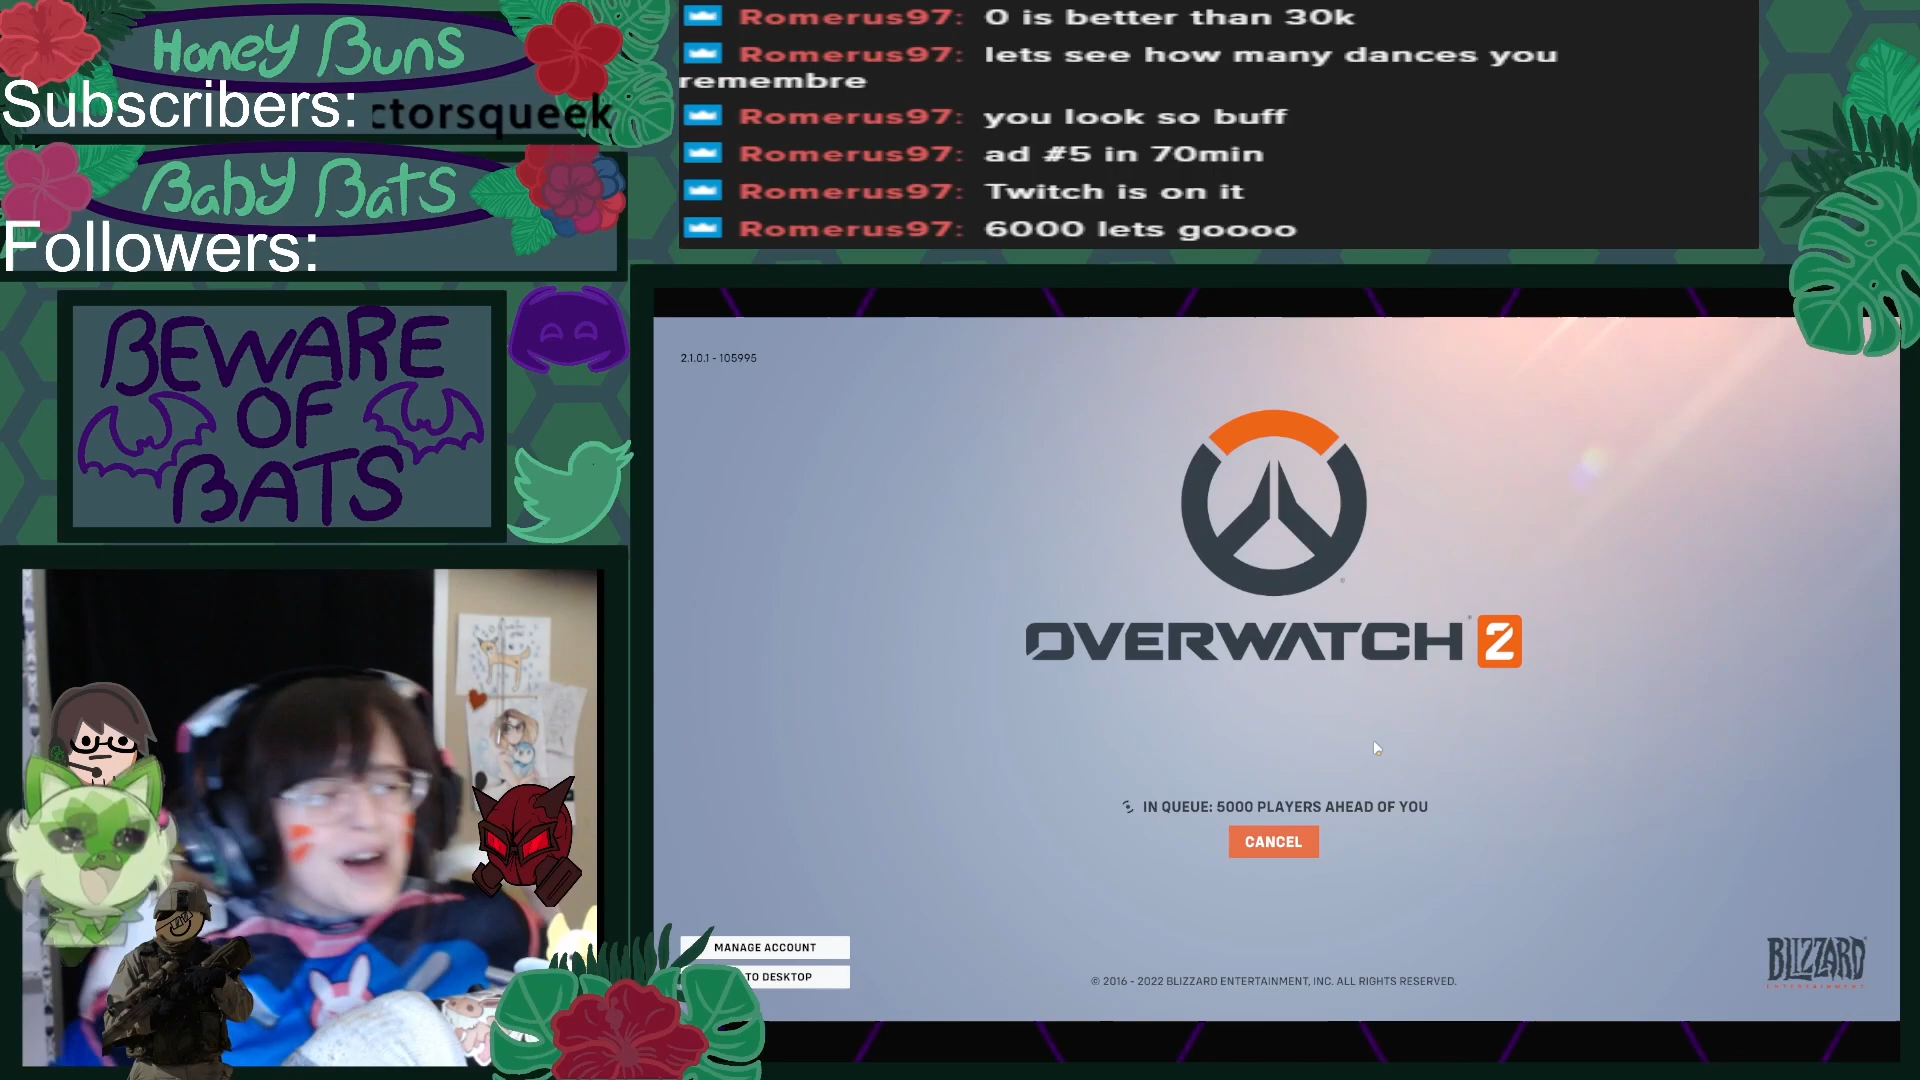 Honey Buns
Subscribers: ctorsqueek
Baby Bats
Followers:
BEWARE
OF
BATS
Romerus97: 0 is better than 30k
Romerus97: lets see how many dances you
remembre
Romerus97: you look so buff
Romerus97: ad #5 in 70min
Romerus97: Twitch is on it
Romerus97: 6000 lets goooo
2.1.0.1 - 105995
OVERWATCH 2
IN QUEUE: 5000 PLAYERS AHEAD OF YOU
CANCEL
MANAGE ACCOUNT
TO DESKTOP
© 2016 - 2022 BLIZZARD ENTERTAINMENT, INC. ALL RIGHTS RESERVED.
BLIZZARD
ENTERTAINMENT